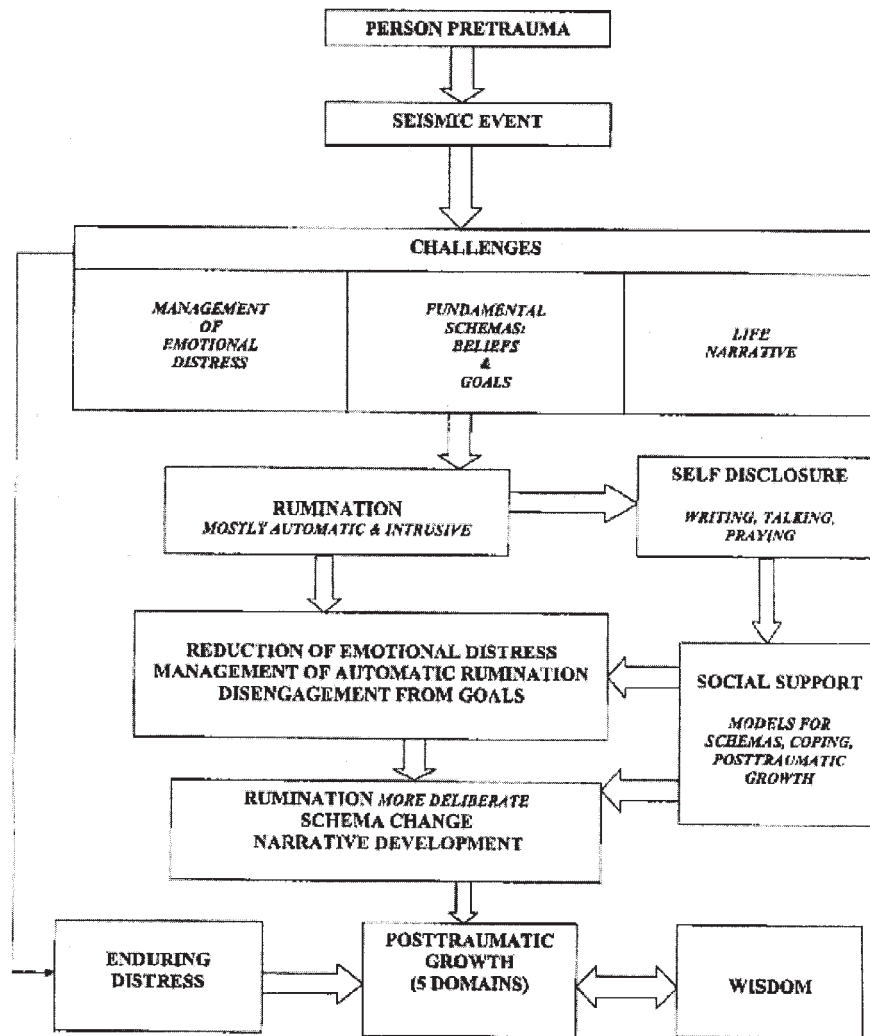 PERSON PRETRAUMA
SEISMIC EVENT
CHALLENGES
MANAGEMENT
OF
EMOTIONAL
DISTRESS
FUNDAMENTAL
SCHEMAS:
BELIEFS
&
GOALS
LIFE
NARRATIVE
RUMINATION
MOSTLY AUTOMATIC & INTRUSIVE
SELF DISCLOSURE
WRITING, TALKING,
PRAYING
REDUCTION OF EMOTIONAL DISTRESS
MANAGEMENT OF AUTOMATIC RUMINATION
DISENGAGEMENT FROM GOALS
SOCIAL SUPPORT
MODELS FOR
SCHEMAS, COPING,
POSTTRAUMATIC
GROWTH
RUMINATION MORE DELIBERATE
SCHEMA CHANGE
NARRATIVE DEVELOPMENT
ENDURING
DISTRESS
POSTTRAUMATIC
GROWTH
(5 DOMAINS)
WISDOM